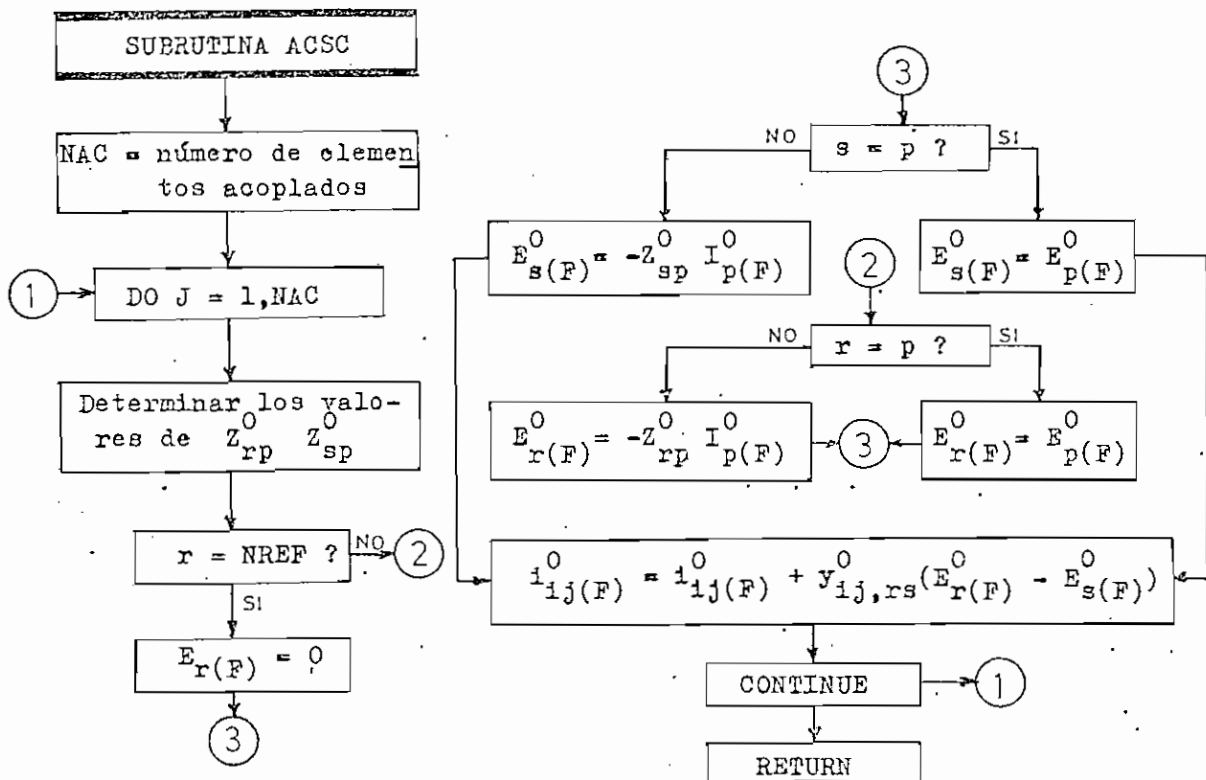 SUBRUTINA ACSC
NAC = número de elemen
tos acoplados
1
DO J = 1,NAC
Determinar los valo-
res de Z⁰rp Z⁰sp
r = NREF ?
NO
2
SI
E r(F) = 0
3
3
s = p ?
NO
SI
E⁰s(F) = -Z⁰sp I⁰p(F)
E⁰s(F) = E⁰p(F)
2
r = p ?
NO
SI
E⁰r(F) = -Z⁰rp I⁰p(F)
3
E⁰r(F) = E⁰p(F)
i⁰ij(F) = i⁰ij(F) + y⁰ij,rs(E⁰r(F) - E⁰s(F))
CONTINUE
1
RETURN